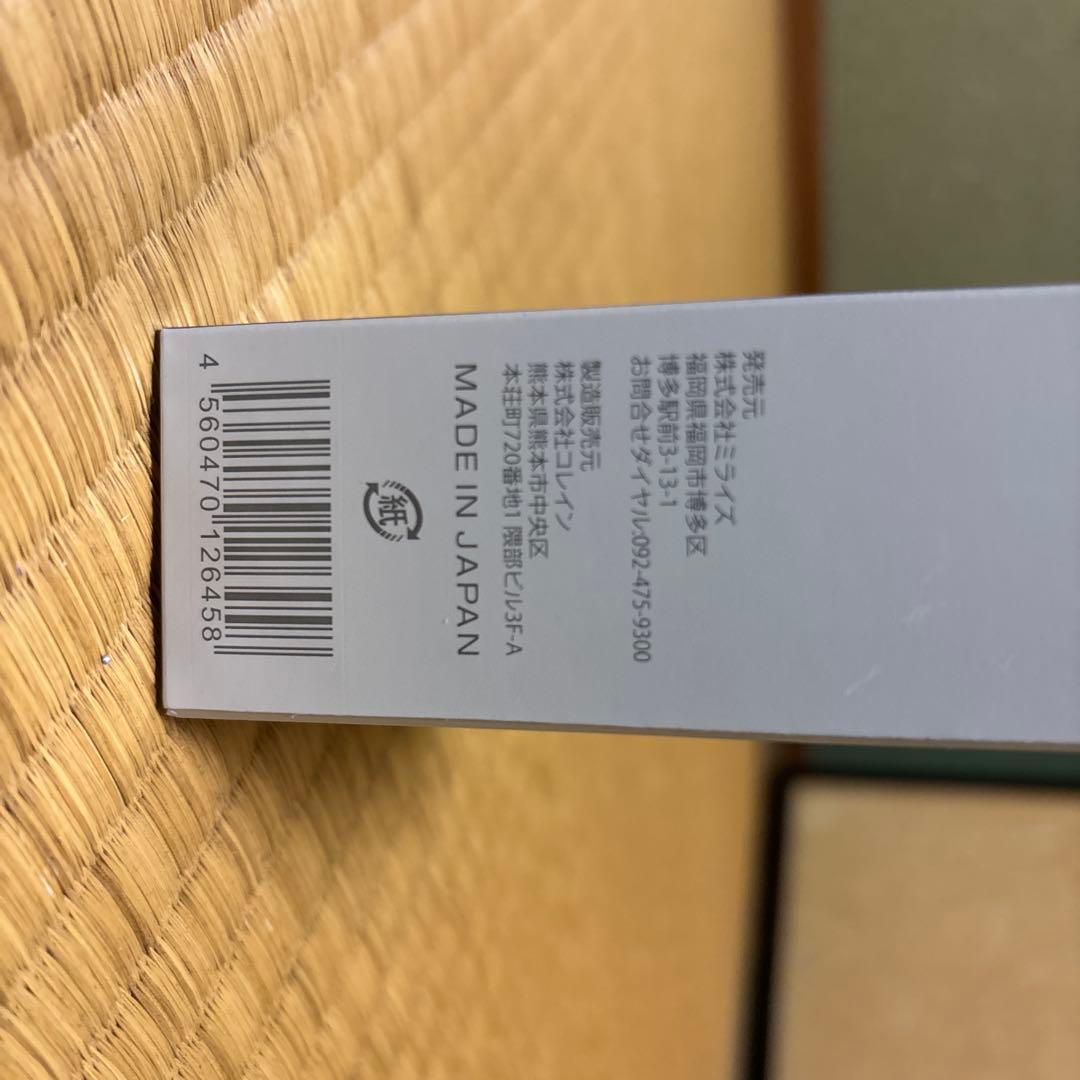 発売元
株式会社ミライズ
福岡県福岡市博多区
博多駅前3-13-1
お問合せダイヤル:092-475-9300
製造販売元
株式会社コレイン
熊本県熊本市中央区
本荘町720番地1 隈部ビル3F-A
MADE IN JAPAN
紙
4 560470 126458